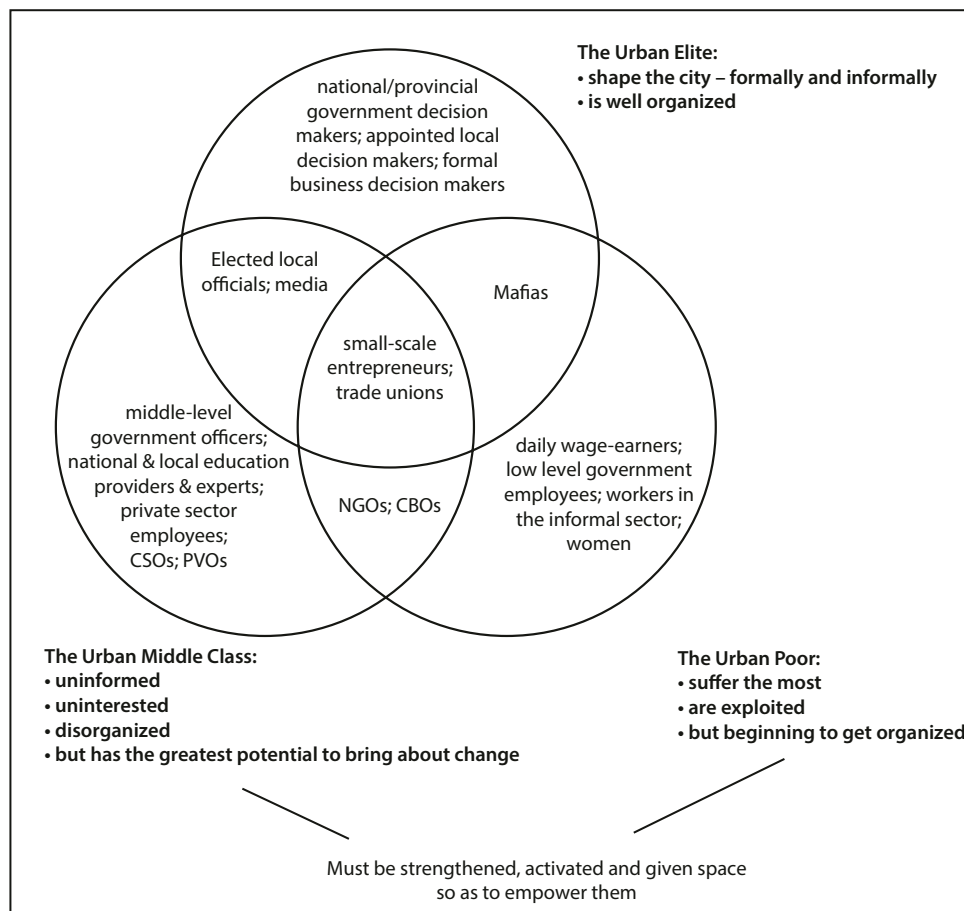 The Urban Elite:
• shape the city – formally and informally
• is well organized
national/provincial
government decision
makers; appointed local
decision makers; formal
business decision makers
Elected local
officials; media
Mafias
small-scale
entrepreneurs;
trade unions
middle-level
government officers;
national & local education
providers & experts;
private sector
employees;
CSOs; PVOs
NGOs; CBOs
daily wage-earners;
low level government
employees; workers in
the informal sector;
women
The Urban Middle Class:
• uninformed
• uninterested
• disorganized
• but has the greatest potential to bring about change
The Urban Poor:
• suffer the most
• are exploited
• but beginning to get organized
Must be strengthened, activated and given space
so as to empower them